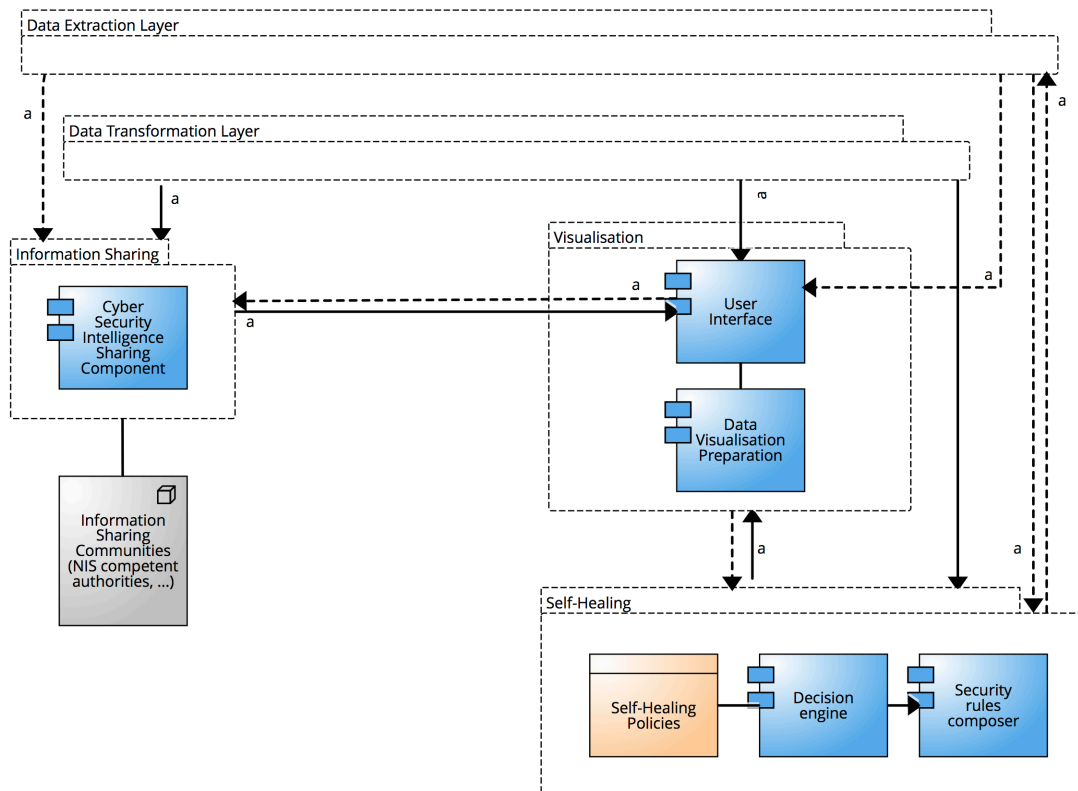 Data Extraction Layer
a
a
Data Transformation Layer
a
a
Information Sharing
Visualisation
Cyber
Security
Intelligence
Sharing
Component
User
Interface
a
a
a
Data
Visualisation
Preparation
Information
Sharing
Communities
(NIS competent
authorities, ...)
a
a
Self-Healing
Self-Healing
Policies
Decision
engine
Security
rules
composer